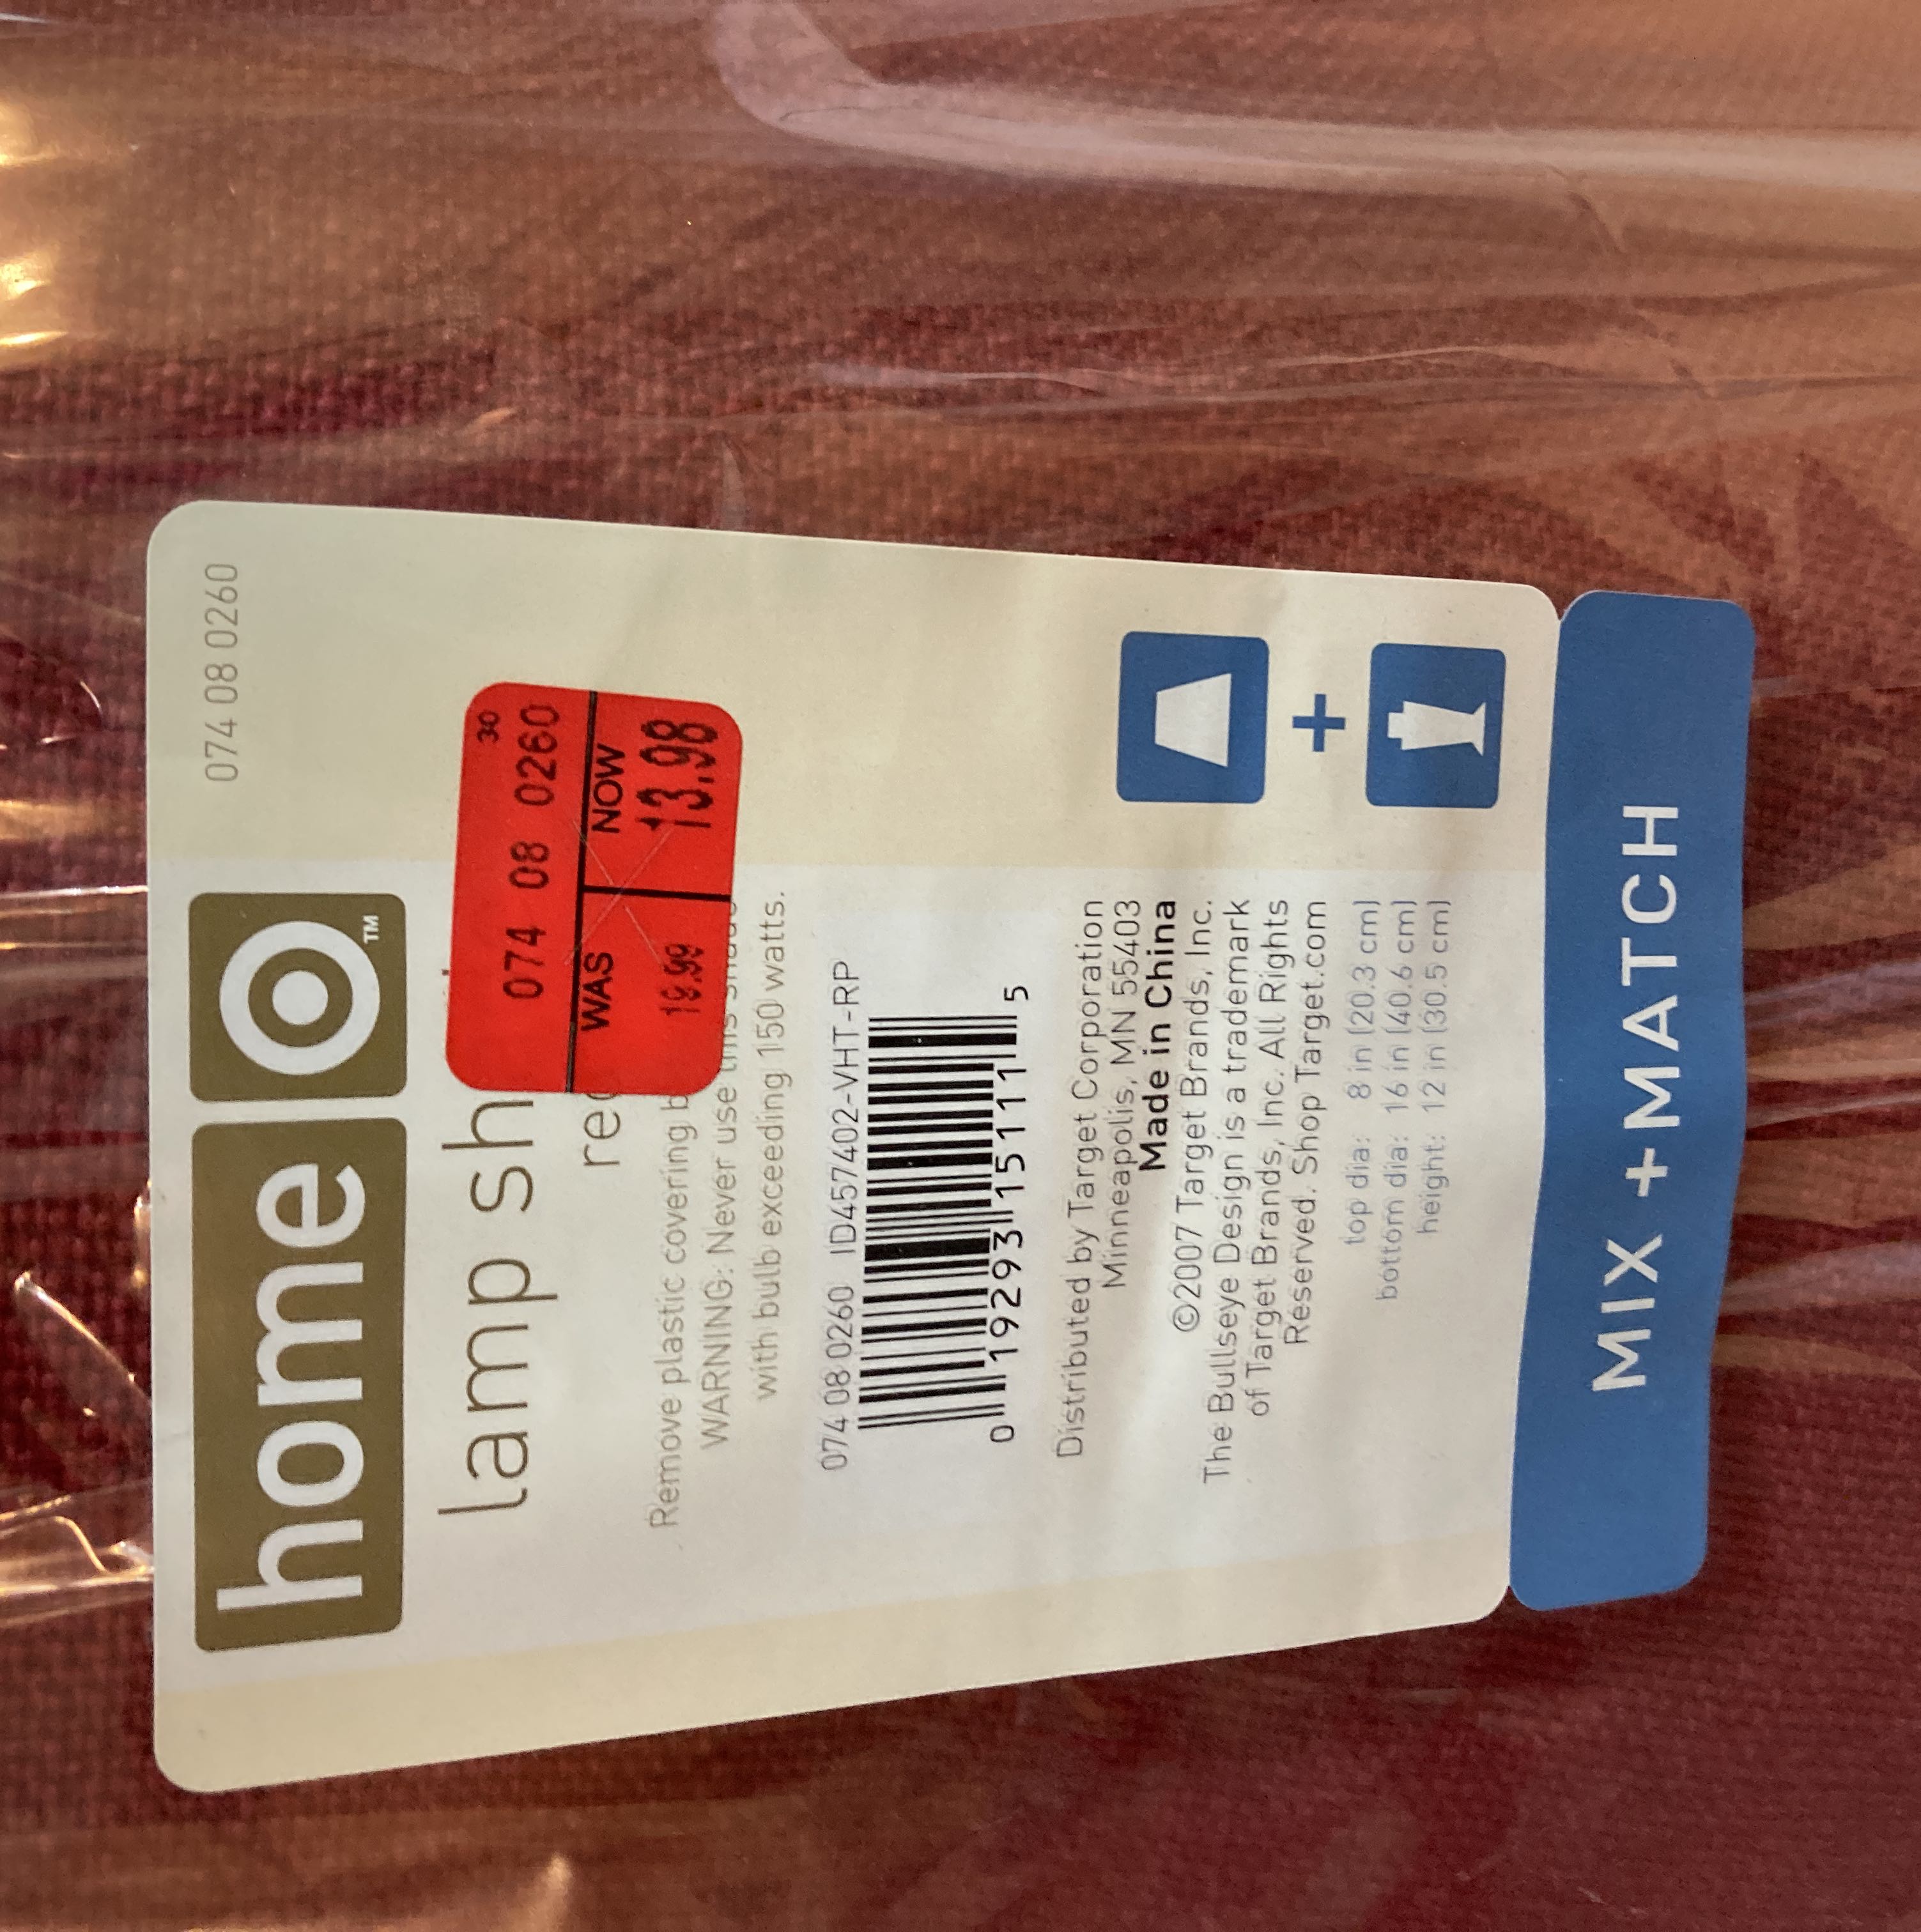 074 08 0260
home
TM
lamp sh
red
30
074 08 0260
WAS NOW
19.99 13.98
Remove plastic covering b
WARNING: Never use this shade
with bulb exceeding 150 watts.
074 08 0260 ID457402-VHT-RP
0 19293 15111 5
Distributed by Target Corporation
Minneapolis, MN 55403
Made in China
©2007 Target Brands, Inc.
The Bullseye Design is a trademark
of Target Brands, Inc. All Rights
Reserved. Shop Target.com
top dia: 8 in (20.3 cm)
bottom dia: 16 in (40.6 cm)
height: 12 in (30.5 cm)
+
MIX + MATCH